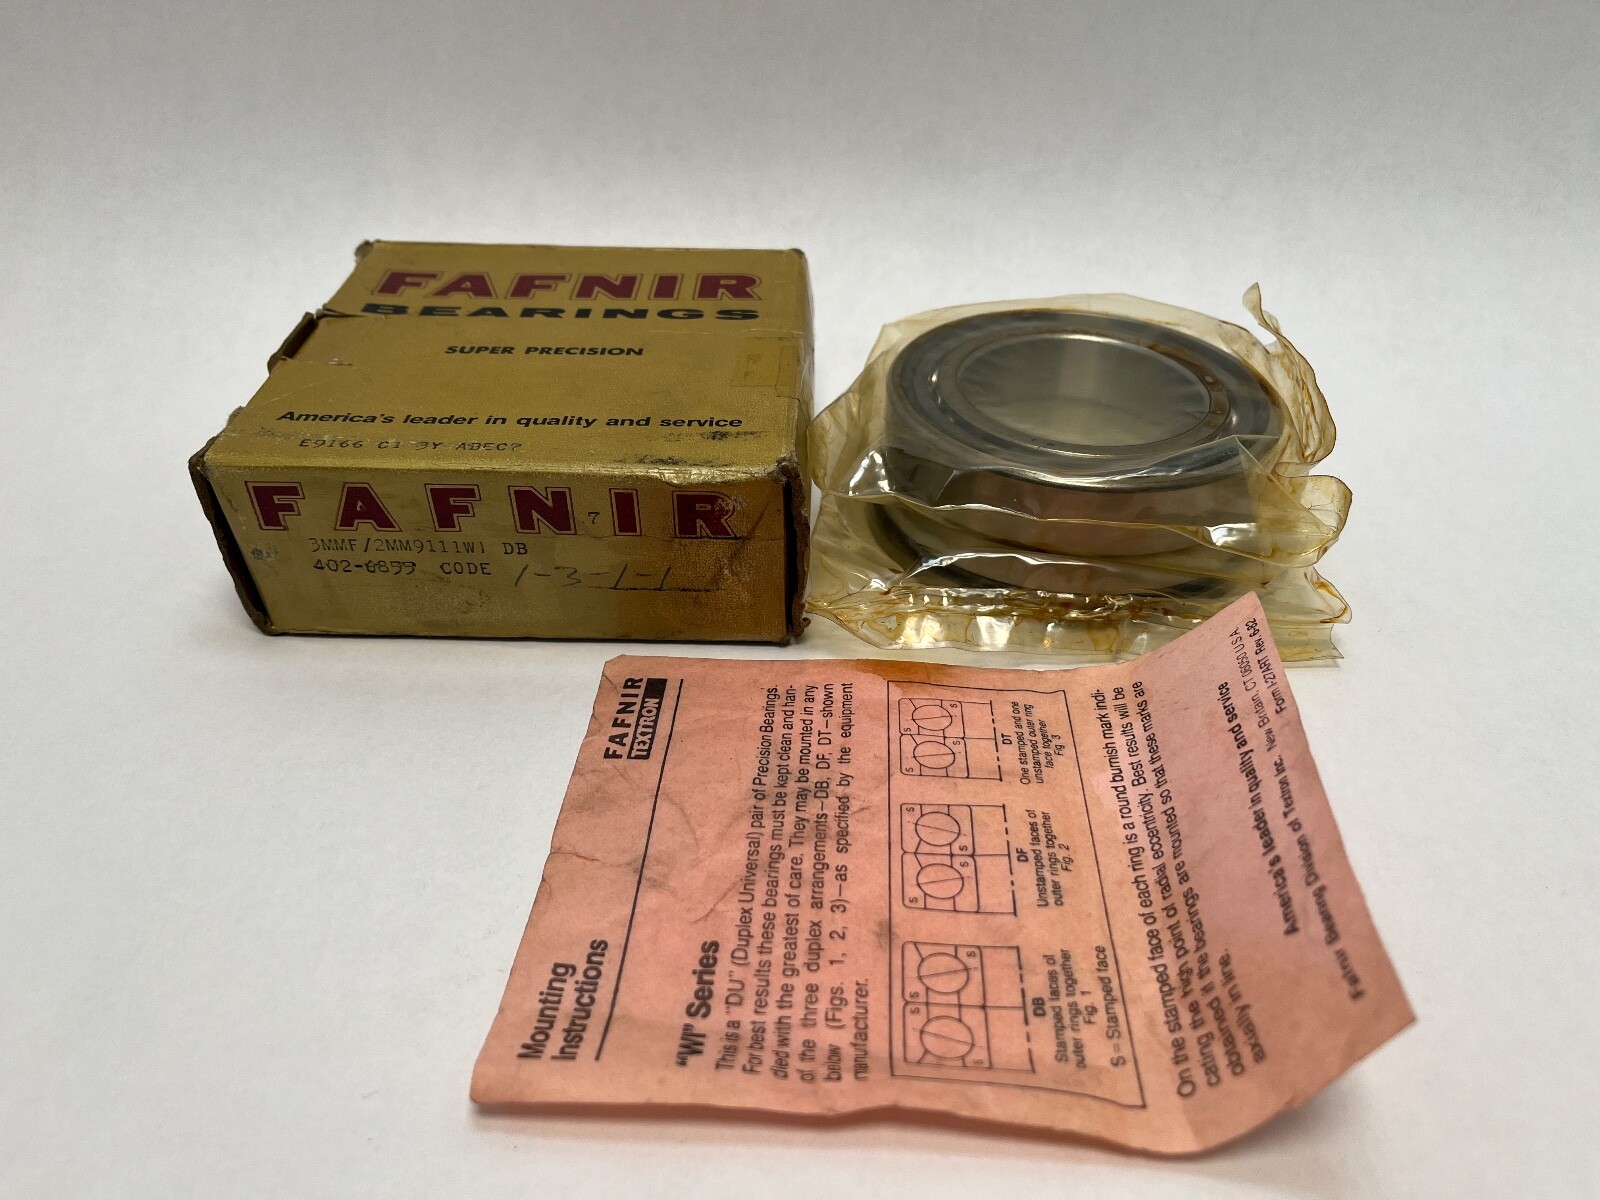 FAFNIR
BEARINGS
SUPER PRECISION
America's leader in quality and service
E9166 C1 BY ABEC7
FAFNIR
7
3MMF/2MM9111WI DB
402-6855 CODE 1-3-1-1
FAFNIR
TEXTRON
Mounting
Instructions
"WI" Series
This is a "DU" (Duplex Universal) pair of Precision Bearings.
For best results these bearings must be kept clean and han-
dled with the greatest of care. They may be mounted in any
of the three duplex arrangements—DB, DF, DT—shown
below (Figs. 1, 2, 3)—as specified by the equipment
manufacturer.
DB
Stamped faces of
outer rings together
Fig. 1
DF
Unstamped faces of
outer rings together
Fig. 2
DT
One stamped and one
unstamped outer ring
face together
Fig 3
S = Stamped face
On the stamped face of each ring is a round burnish mark indi-
cating the high point of radial eccentricity. Best results will be
obtained if the bearings are mounted so that these marks are
axially in line.
America's leader in quality and service
Fafnir Bearing Division of Textron Inc. New Britain, CT 06050 U.S.A.
Rev. 6-82